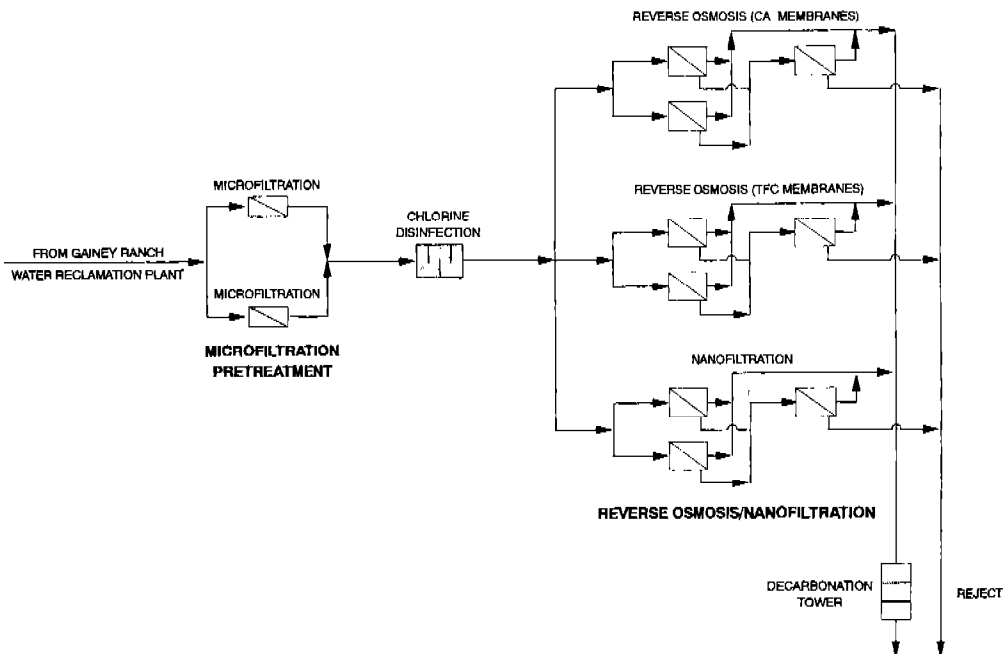 REVERSE OSMOSIS (CA MEMBRANES)
MICROFILTRATION
REVERSE OSMOSIS (TFC MEMBRANES)
CHLORINE
DISINFECTION
FROM GAINEY RANCH
WATER RECLAMATION PLANT
MICROFILTRATION
MICROFILTRATION
PRETREATMENT
NANOFILTRATION
REVERSE OSMOSIS/NANOFILTRATION
DECARBONATION
TOWER
REJECT